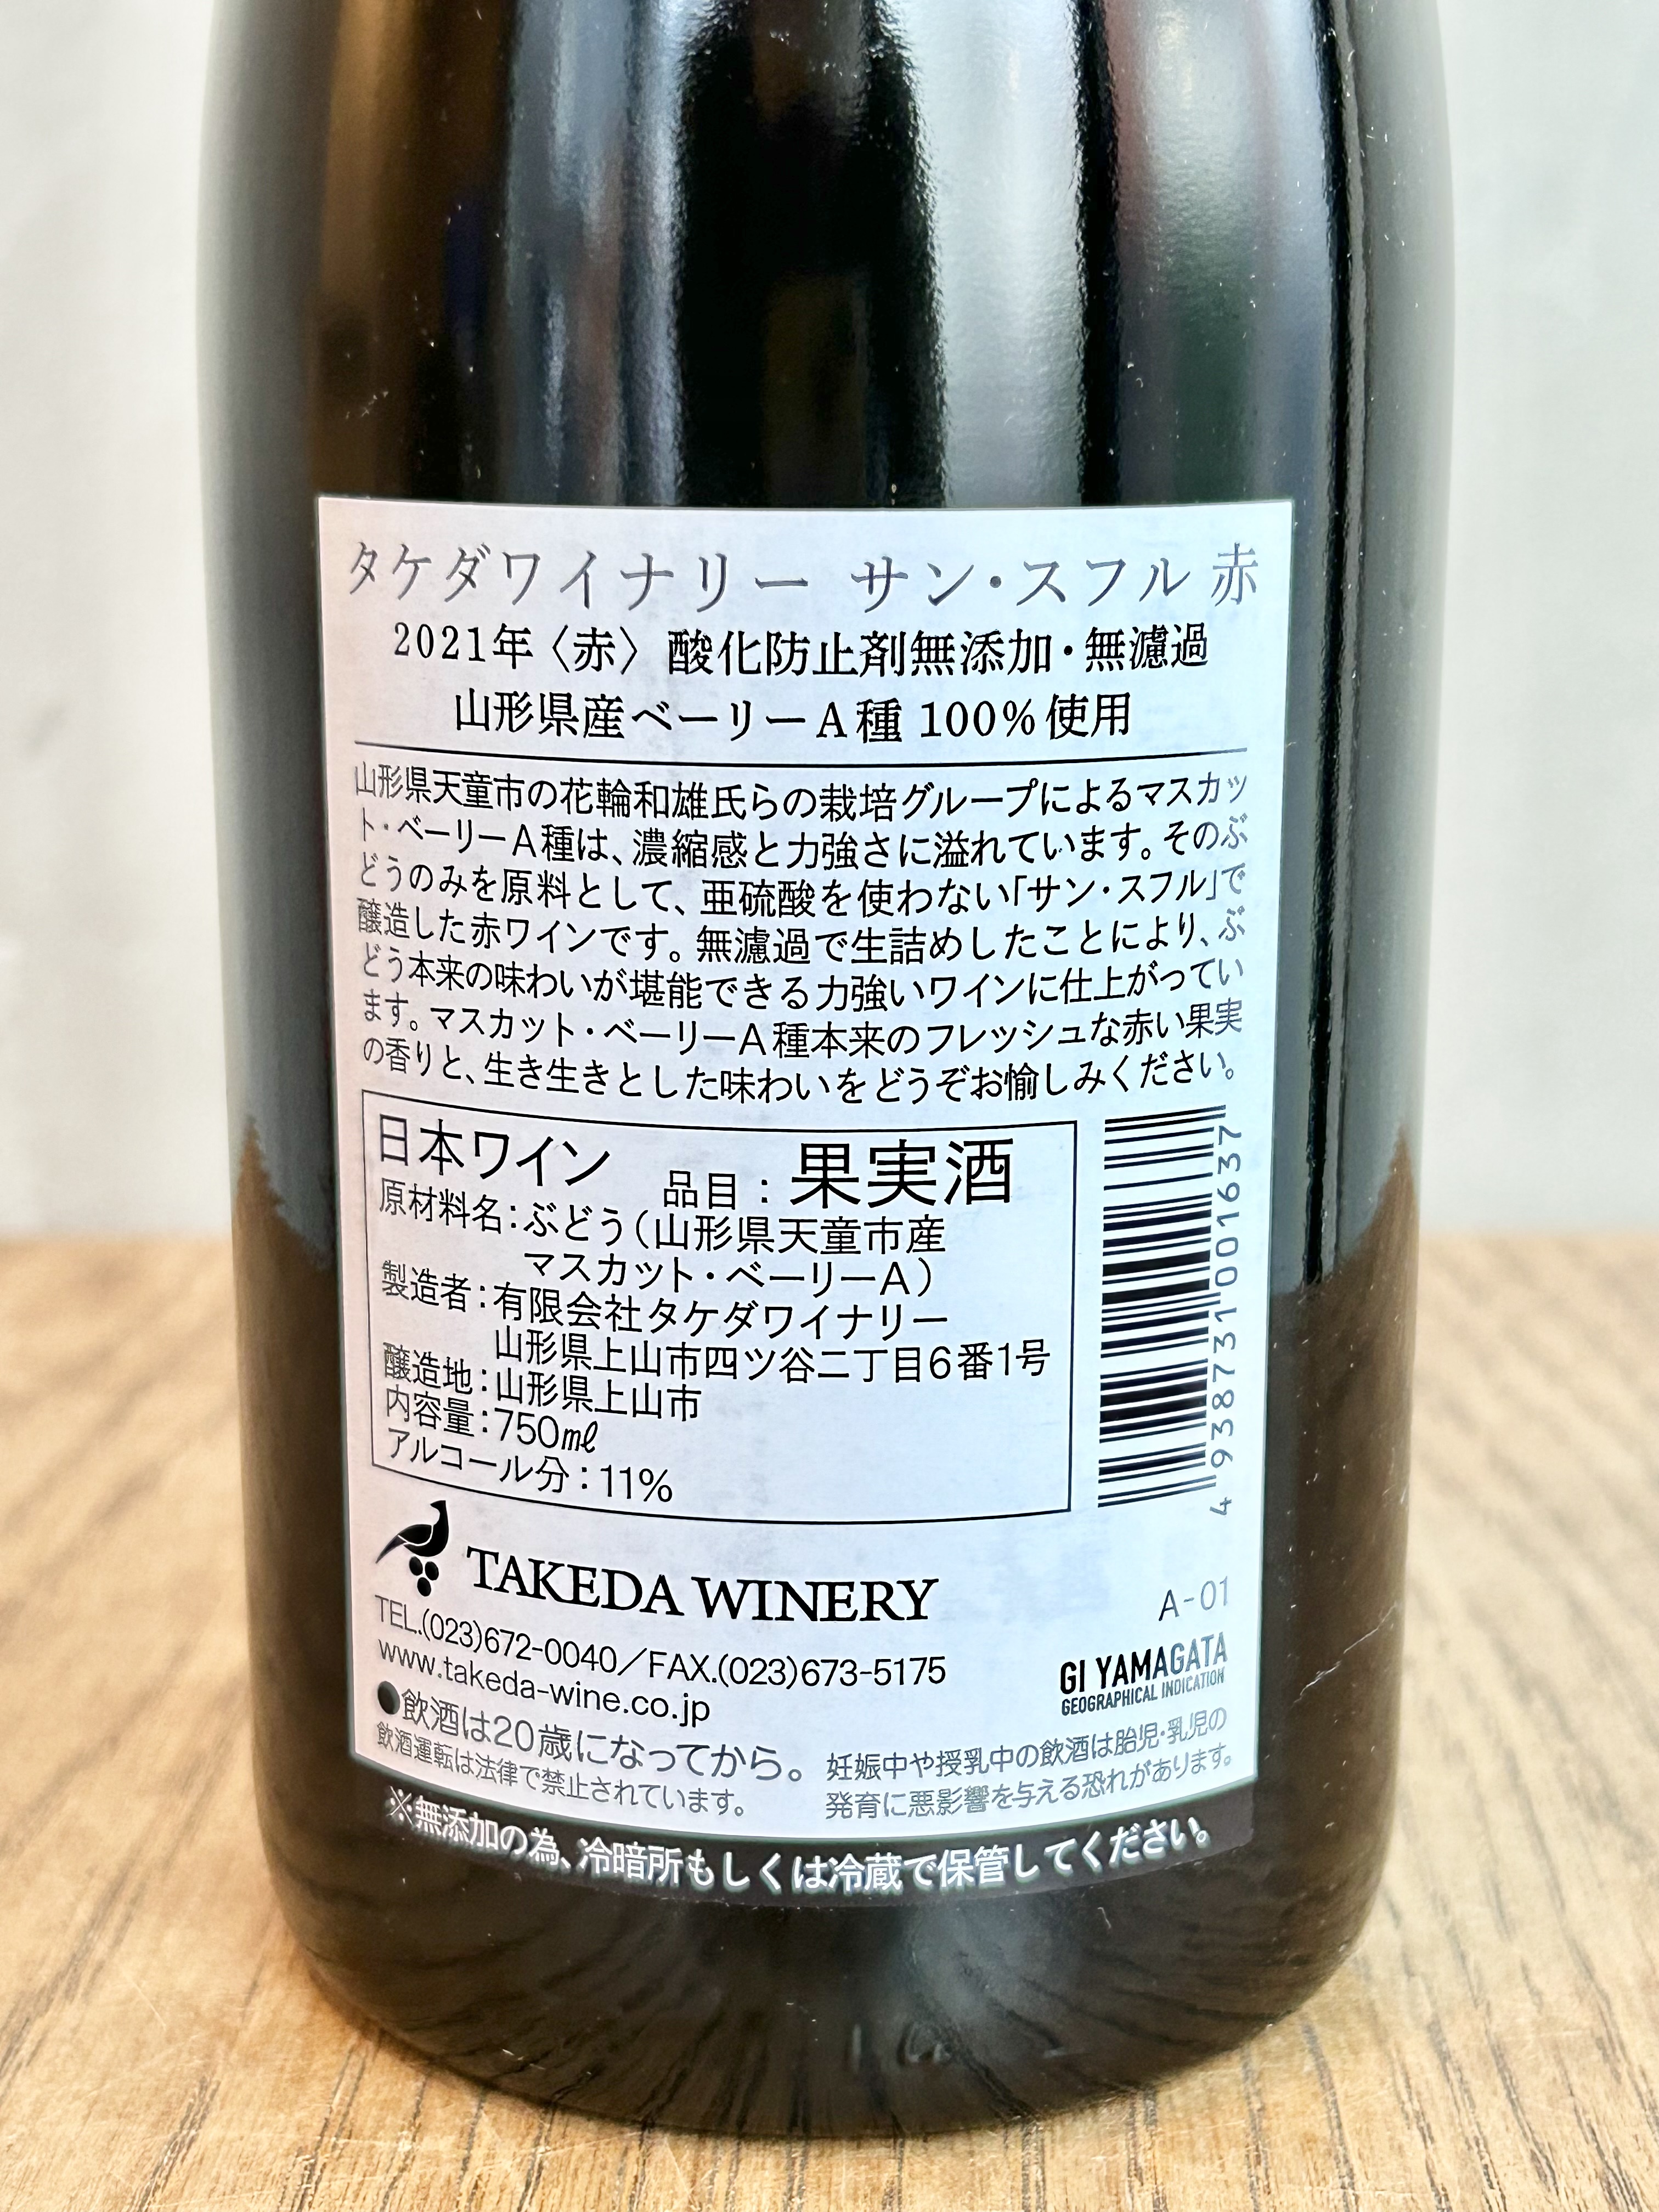 タケダワイナリー サン・スフル 赤
2021年〈赤〉酸化防止剤無添加・無濾過
山形県産ベーリーA種 100%使用
山形県天童市の花輪和雄氏らの栽培グループによるマスカッ
ト・ベーリーA種は、濃縮感と力強さに溢れています。そのぶ
どうのみを原料として、亜硫酸を使わない「サン・スフル」で
醸造した赤ワインです。無濾過で生詰めしたことにより、ぶ
どう本来の味わいが堪能できる力強いワインに仕上がってい
ます。マスカット・ベーリーA種本来のフレッシュな赤い果実
の香りと、生き生きとした味わいをどうぞお愉しみください。
日本ワイン 品目：果実酒
原材料名：ぶどう（山形県天童市産
マスカット・ベーリーA）
製造者：有限会社タケダワイナリー
山形県上山市四ツ谷二丁目6番1号
醸造地：山形県上山市
内容量：750㎖
アルコール分：11%
4 938731 001637
TAKEDA WINERY
A-01
TEL.(023)672-0040／FAX.(023)673-5175
www.takeda-wine.co.jp
GI YAMAGATA
GEOGRAPHICAL INDICATION
●飲酒は20歳になってから。
飲酒運転は法律で禁止されています。
妊娠中や授乳中の飲酒は胎児・乳児の
発育に悪影響を与える恐れがあります。
※無添加の為、冷暗所もしくは冷蔵で保管してください。